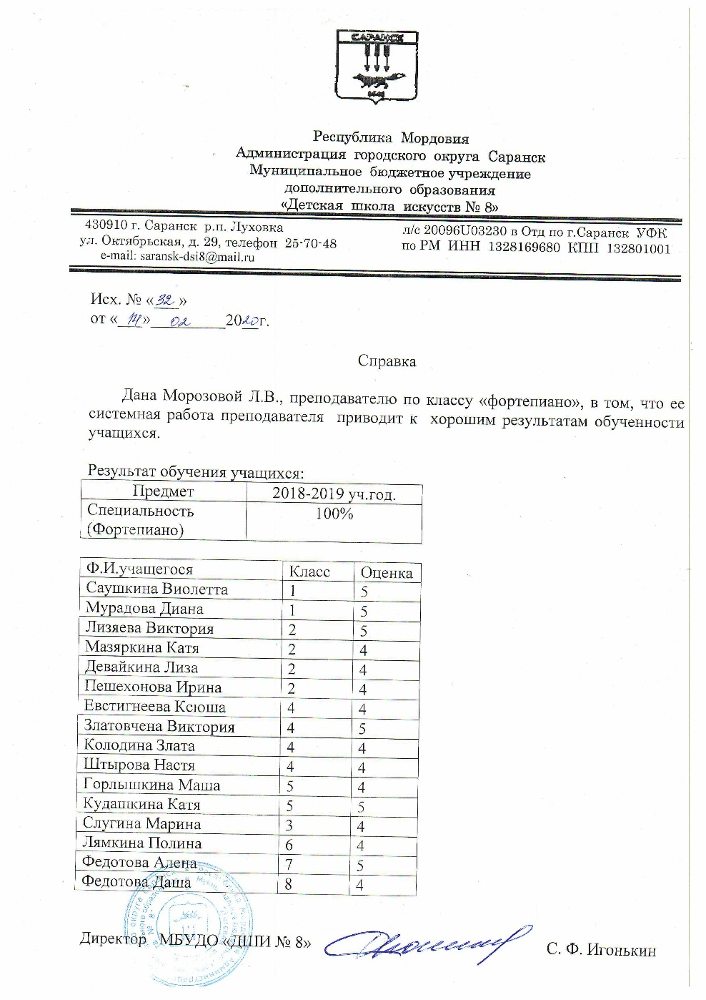 САРАНСК
Республика Мордовия
Администрация городского округа Саранск
Муниципальное бюджетное учреждение
дополнительного образования
«Детская школа искусств № 8»
430910 г. Саранск р.п. Луховка
ул. Октябрьская, д. 29, телефон 25-70-48
e-mail: saransk-dsi8@mail.ru
л/с 20096U03230 в Отд по г.Саранск УФК
по РМ ИНН 1328169680 КПП 132801001
Исх. № «32»
от «14» 02 2020г.
Справка
Дана Морозовой Л.В., преподавателю по классу «фортепиано», в том, что ее
системная работа преподавателя приводит к хорошим результатам обученности
учащихся.
Результат обучения учащихся:
Предмет 2018-2019 уч.год.
Специальность 100%
(Фортепиано)
Ф.И.учащегося Класс Оценка
Саушкина Виолетта 1 5
Мурадова Диана 1 5
Лизяева Виктория 2 5
Мазяркина Катя 2 4
Девайкина Лиза 2 4
Пешехонова Ирина 2 4
Евстигнеева Ксюша 4 4
Златовчена Виктория 4 5
Колодина Злата 4 4
Штырова Настя 4 4
Горлышкина Маша 5 4
Кудашкина Катя 5 5
Слугина Марина 3 4
Лямкина Полина 6 4
Федотова Алена 7 5
Федотова Даша 8 4
Директор МБУДО «ДШИ № 8»
С. Ф. Игонькин